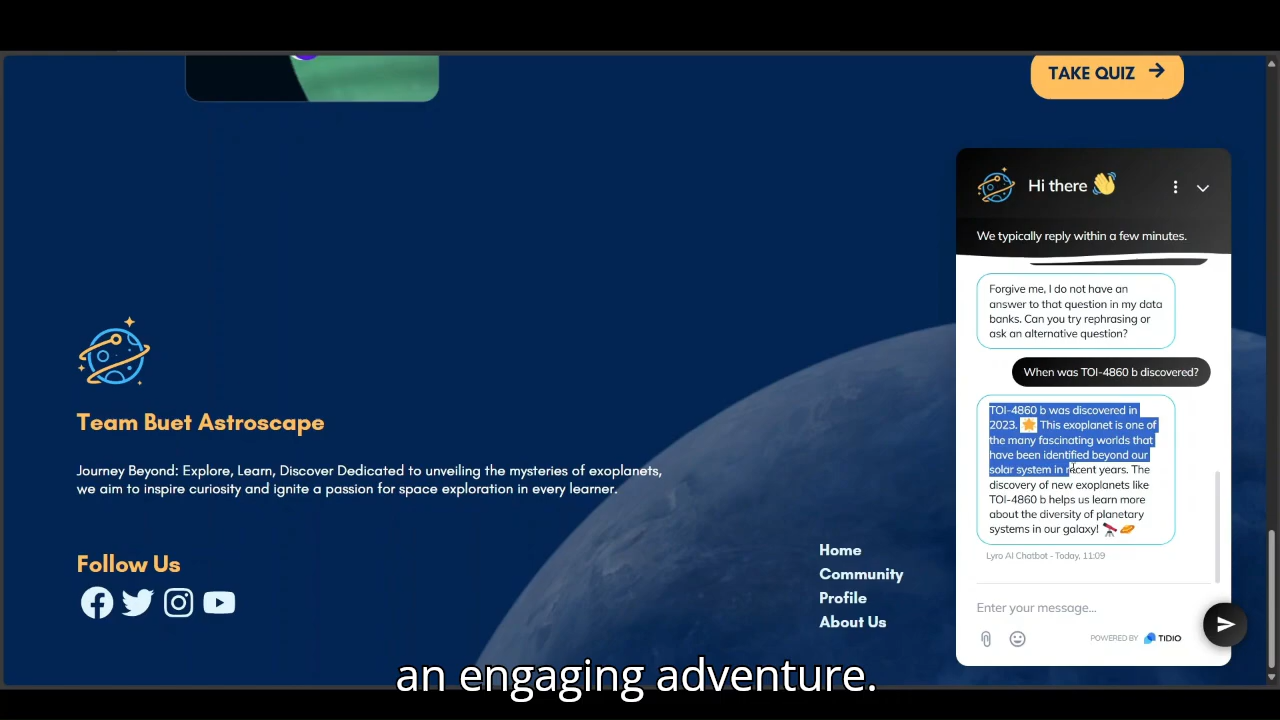 TAKE QUIZ
Hi there
We typically reply within a few minutes.
Forgive me, I do not have an
answer to that question in my data
banks. Can you try rephrasing or
ask an alternative question?
When was TOI-4860 b discovered?
TOI-4860 b was discovered in
2023. ⭐ This exoplanet is one of
the many fascinating worlds that
have been identified beyond our
solar system in recent years. The
discovery of new exoplanets like
TOI-4860 b helps us learn more
about the diversity of planetary
systems in our galaxy!
Lyro AI Chatbot - Today, 11:09
Enter your message...
POWERED BY TIDIO
Team Buet Astroscape
Journey Beyond: Explore, Learn, Discover Dedicated to unveiling the mysteries of exoplanets,
we aim to inspire curiosity and ignite a passion for space exploration in every learner.
Follow Us
Home
Community
Profile
About Us
an engaging adventure.